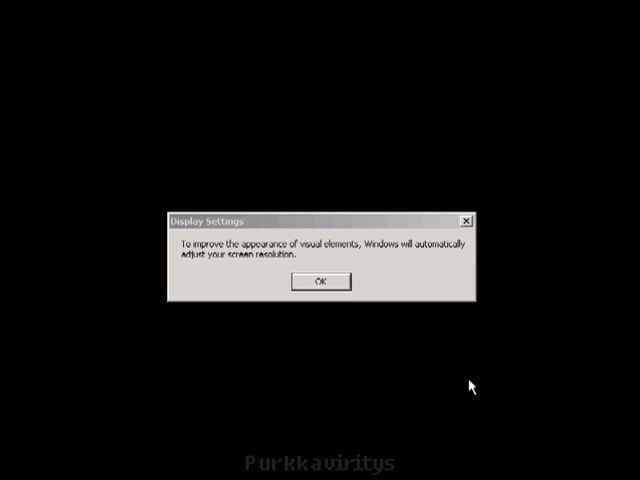 Display Settings
To improve the appearance of visual elements, Windows will automatically
adjust your screen resolution.
OK
Purkkaviritys